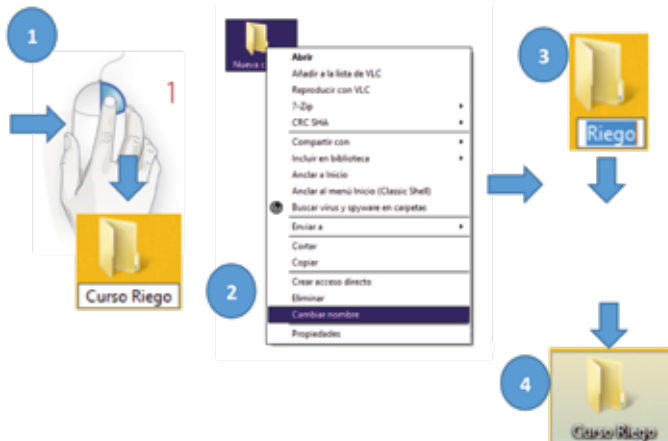 1
1
Curso Riego
2
Nueva c
Abrir
Añadir a la lista de VLC
Reproducir con VLC
7-Zip
CRC SHA
Compartir con
Incluir en biblioteca
Anclar a Inicio
Anclar al menú Inicio (Classic Shell)
Buscar virus y spyware en carpetas
Enviar a
Cortar
Copiar
Crear acceso directo
Eliminar
Cambiar nombre
Propiedades
3
Riego
4
Curso Riego